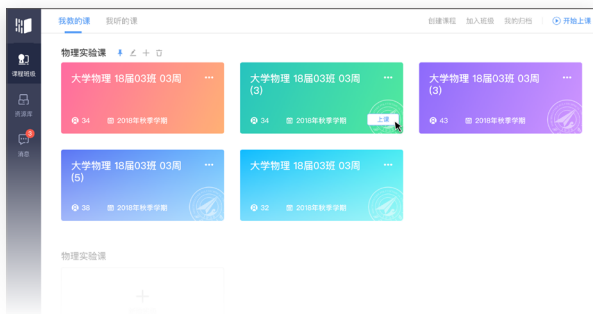 我教的课 我听的课 创建课程 加入班级 我的归档 开始上课
课程班级
资源库
3
消息
物理实验课
大学物理 18届03班 03周
34 2018年秋季学期
大学物理 18届03班 03周
(3)
34 2018年秋季学期 上课
大学物理 18届03班 03周
(3)
43 2018年秋季学期
大学物理 18届03班 03周
(5)
38 2018年秋季学期
大学物理 18届03班 03周
32 2018年秋季学期
物理实验课